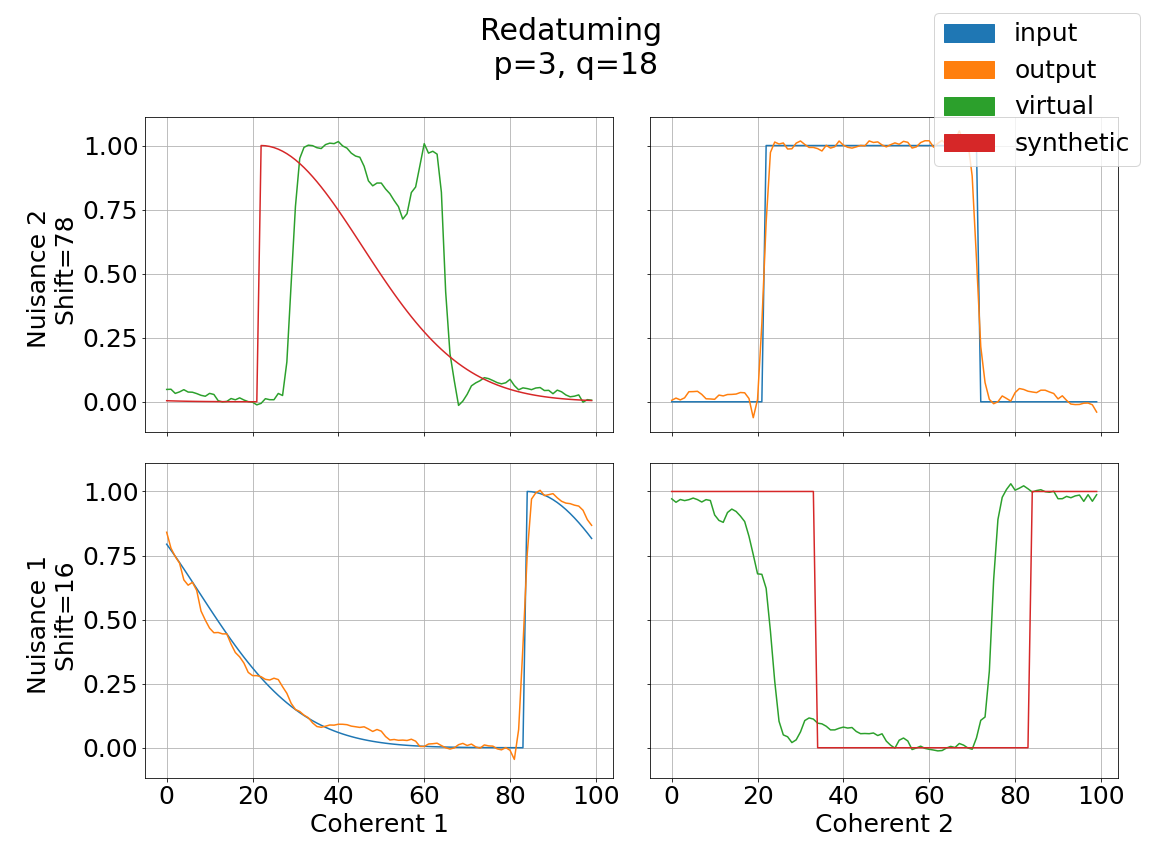 Redatuming
p=3, q=18
input
output
virtual
synthetic
Nuisance 2
Shift=78
1.00
0.75
0.50
0.25
0.00
Nuisance 1
Shift=16
1.00
0.75
0.50
0.25
0.00
0 20 40 60 80 100
0 20 40 60 80 100
Coherent 1
Coherent 2